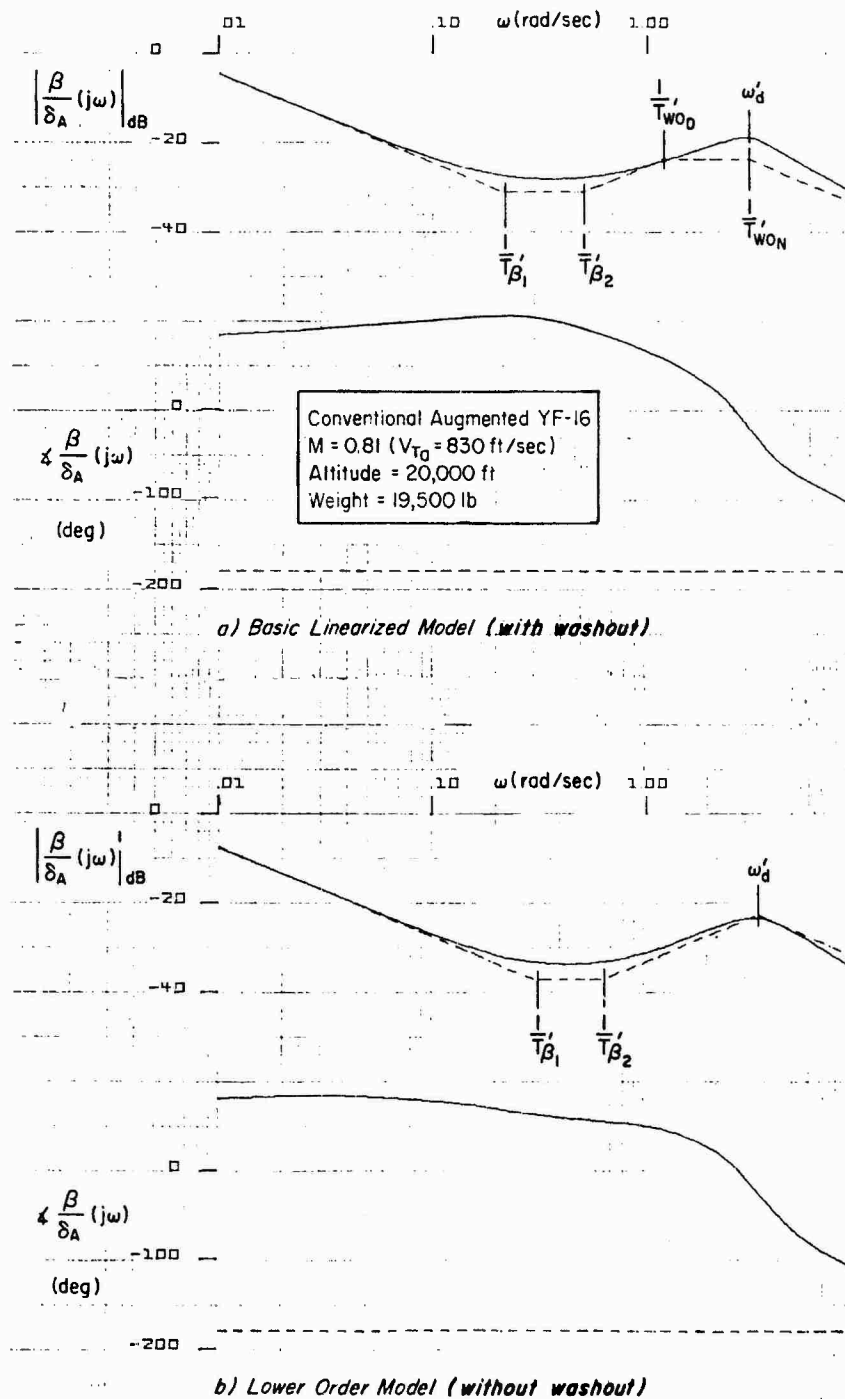 .01 .10 ω(rad/sec) 1.00
0
|β/δA (jω)|dB
1/T′WOD
ω′d
-20
-40
1/T′β1
1/T′β2
1/T′WON
0
Conventional Augmented YF-16
M = 0.81 (VTa = 830 ft/sec)
Altitude = 20,000 ft
Weight = 19,500 lb
∡ β/δA (jω)
-100
(deg)
-200
a) Basic Linearized Model (with washout)
.01 .10 ω(rad/sec) 1.00
0
|β/δA (jω)|′dB
ω′d
-20
-40
1/T′β1
1/T′β2
0
∡ β/δA (jω)
-100
(deg)
-200
b) Lower Order Model (without washout)